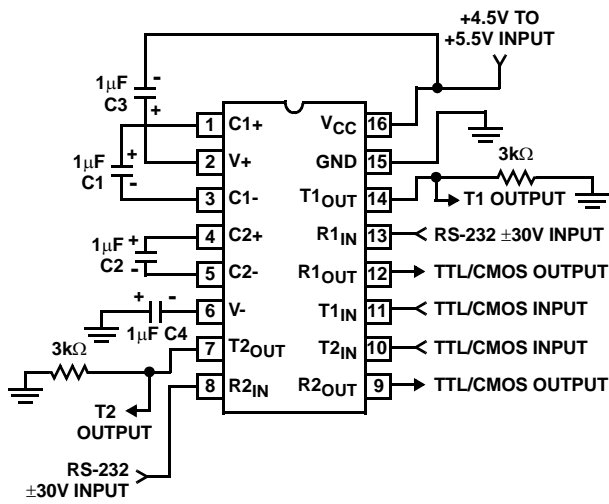 +4.5V TO
+5.5V INPUT
1μF
C3
-
+
1μF
C1
+
-
1μF
C2
+
-
+
-
1μF C4
3kΩ
T2
OUTPUT
RS-232
±30V INPUT
1 C1+
2 V+
3 C1-
4 C2+
5 C2-
6 V-
7 T2OUT
8 R2IN
VCC 16
GND 15
T1OUT 14
R1IN 13
R1OUT 12
T1IN 11
T2IN 10
R2OUT 9
3kΩ
T1 OUTPUT
RS-232 ±30V INPUT
TTL/CMOS OUTPUT
TTL/CMOS INPUT
TTL/CMOS INPUT
TTL/CMOS OUTPUT